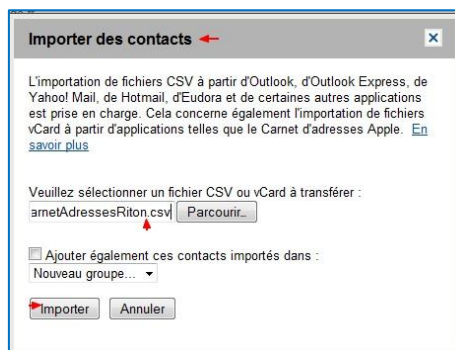 Importer des contacts
L'importation de fichiers CSV à partir d'Outlook, d'Outlook Express, de
Yahoo! Mail, de Hotmail, d'Eudora et de certaines autres applications
est prise en charge. Cela concerne également l'importation de fichiers
vCard à partir d'applications telles que le Carnet d'adresses Apple. En
savoir plus
Veuillez sélectionner un fichier CSV ou vCard à transférer :
arnetAdressesRiton.csv Parcourir...
Ajouter également ces contacts importés dans :
Nouveau groupe...
Importer Annuler